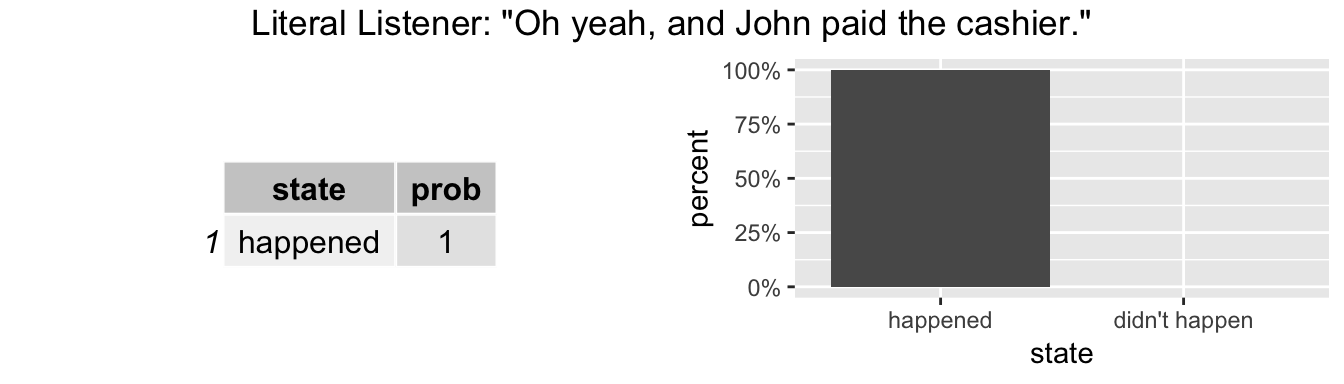 Literal Listener: "Oh yeah, and John paid the cashier."
state prob
1 happened 1
percent
100%
75%
50%
25%
0%
happened didn't happen
state